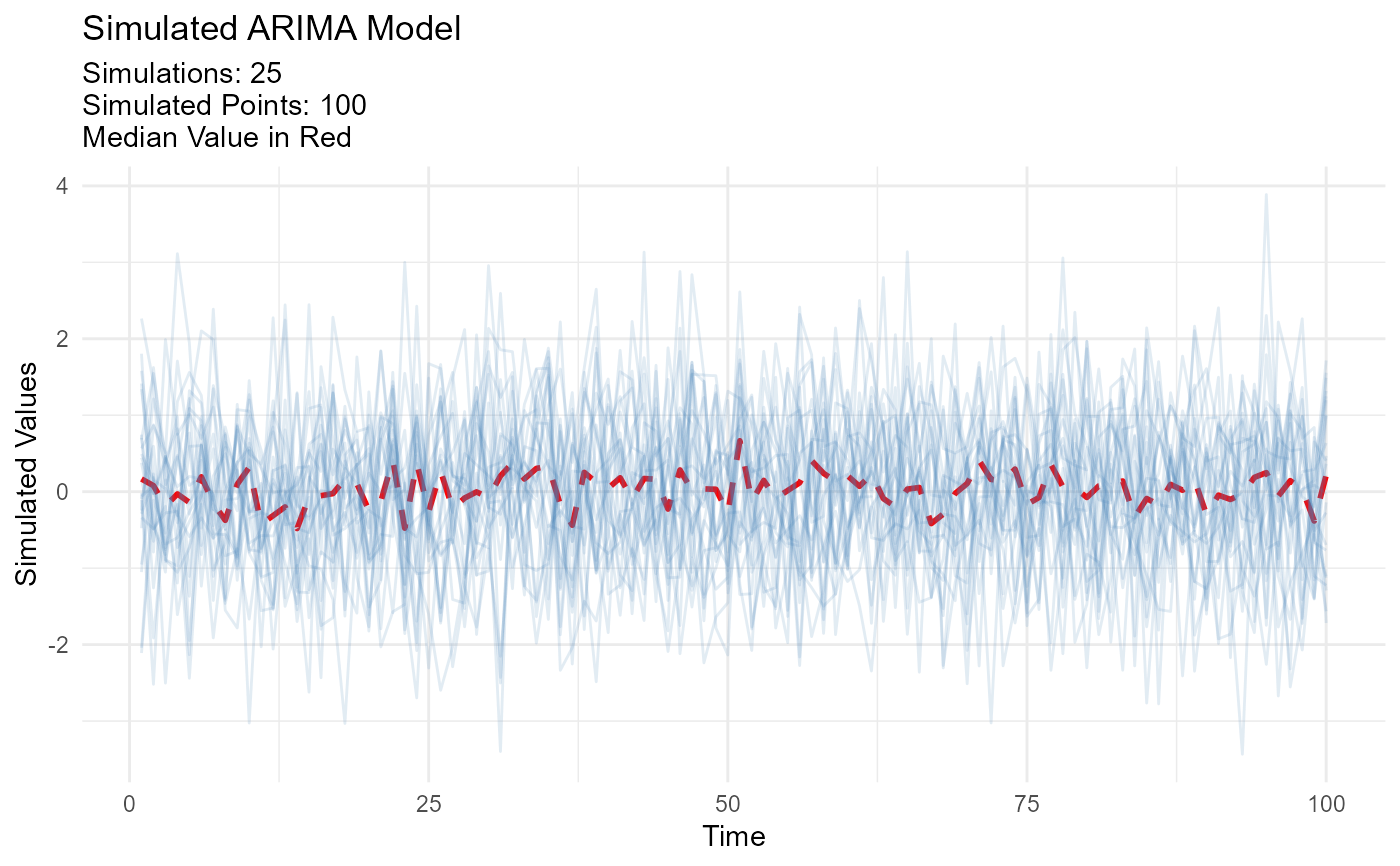 Simulated ARIMA Model
Simulations: 25
Simulated Points: 100
Median Value in Red
4
2
0
-2
Simulated Values
0 25 50 75 100
Time